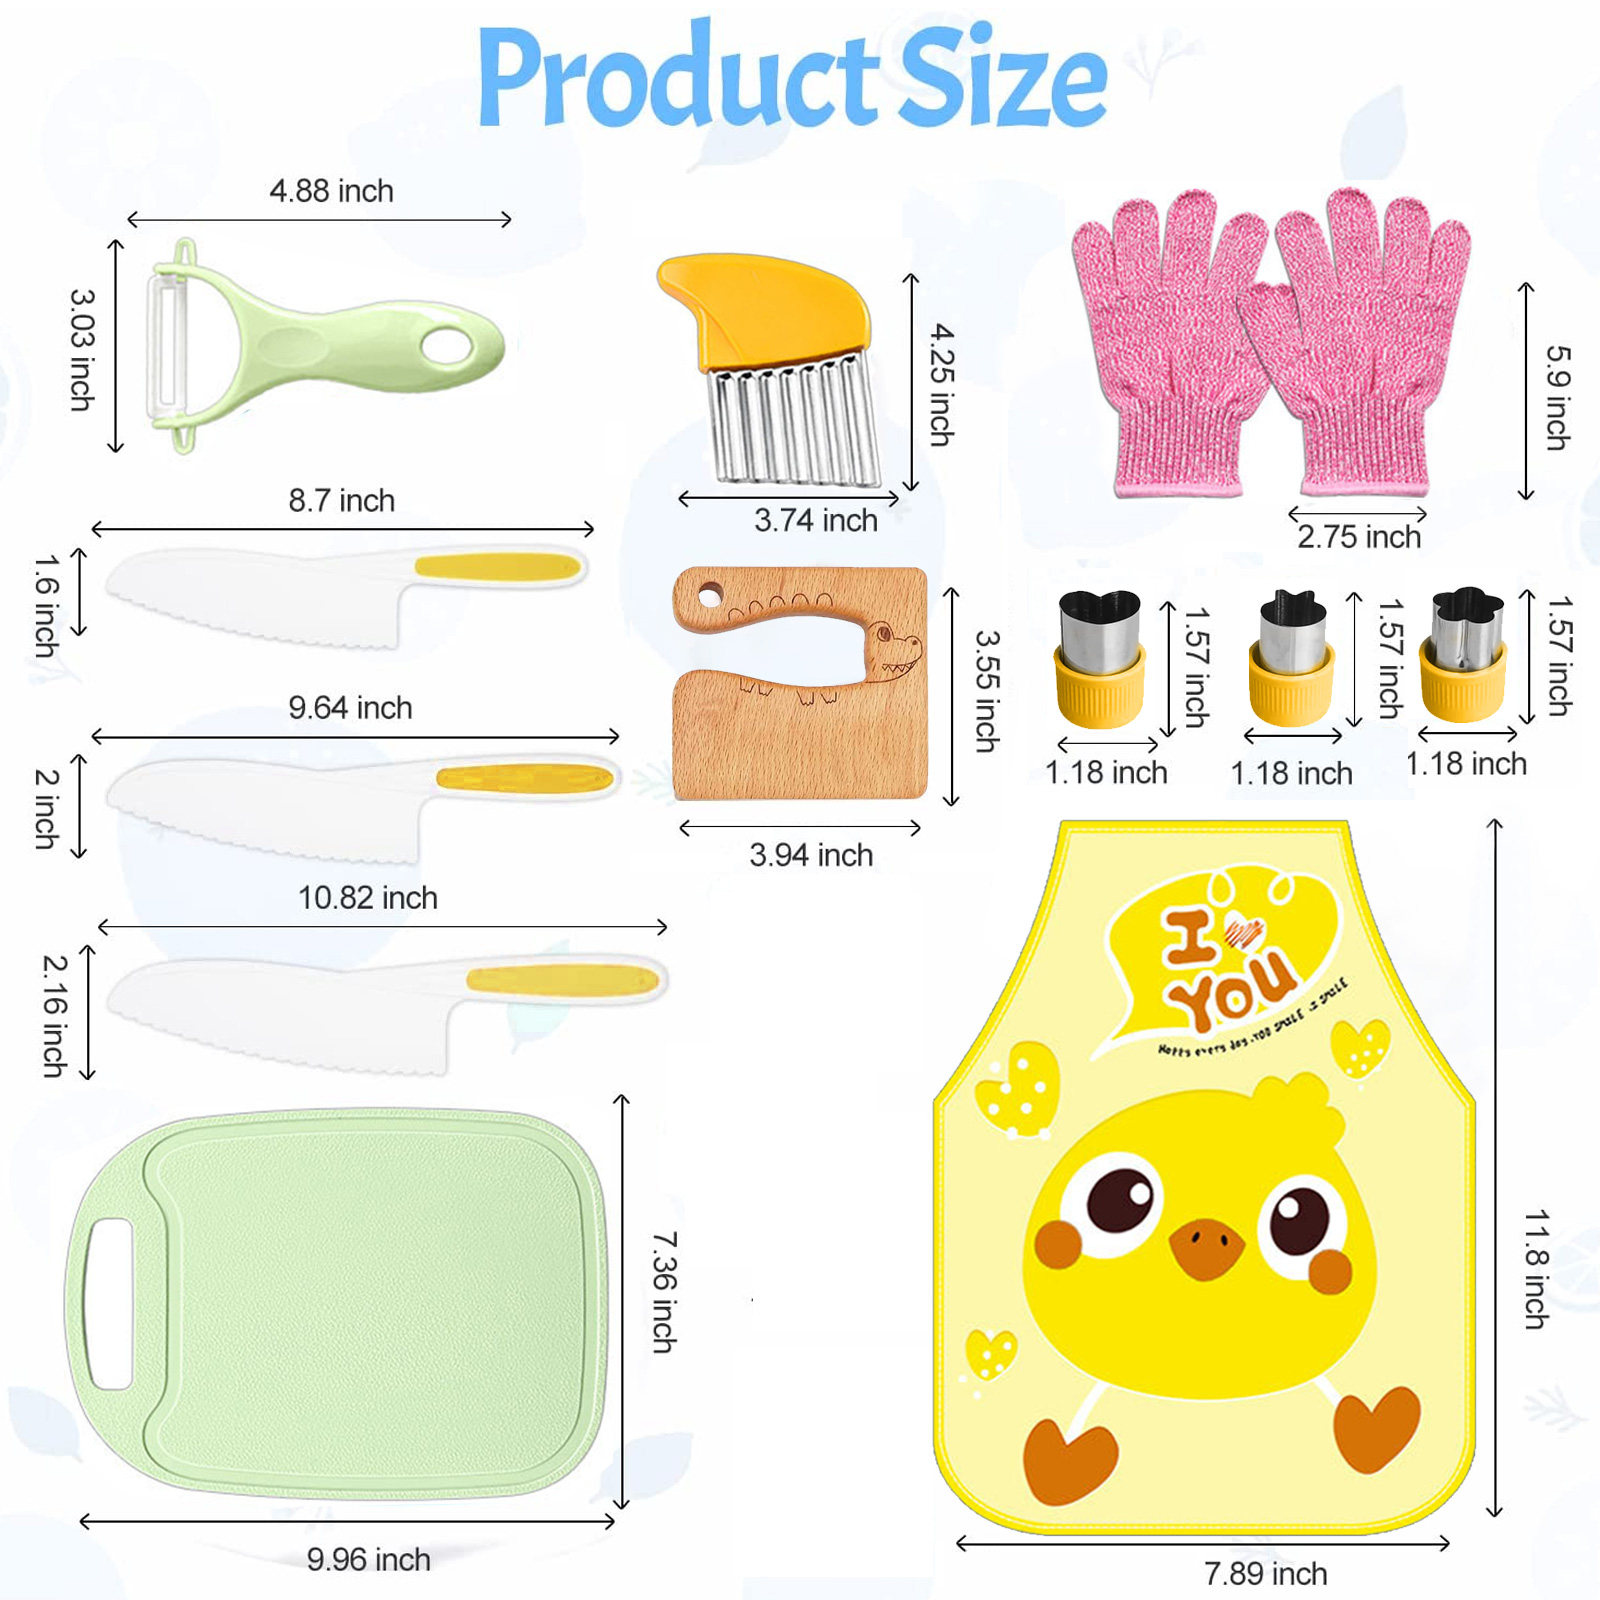 Product Size
4.88 inch
3.03 inch
4.25 inch
3.74 inch
5.9 inch
2.75 inch
8.7 inch
1.6 inch
9.64 inch
2 inch
10.82 inch
2.16 inch
3.55 inch
3.94 inch
1.57 inch
1.18 inch
1.57 inch
1.18 inch
1.57 inch
1.18 inch
7.36 inch
9.96 inch
I
YOU
every day.YOO SMILE .I SMILE
11.8 inch
7.89 inch